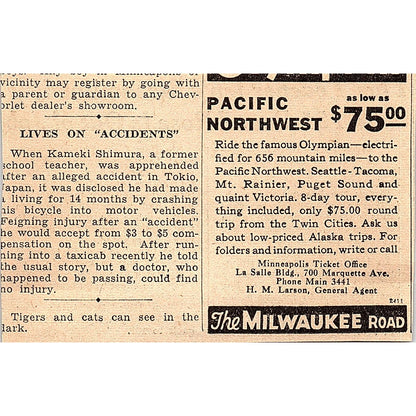 vicinity may register by going with
a parent or guardian to any Chev-
rolet dealer's showroom.
LIVES ON "ACCIDENTS"
When Kameki Shimura, a former
school teacher, was apprehended
after an alleged accident in Tokio,
Japan, it was disclosed he had made
a living for 14 months by crashing
his bicycle into motor vehicles.
Feigning injury after an "accident"
he would accept from $3 to $5 com-
pensation on the spot. After run-
ning into a taxicab recently he told
the usual story, but a doctor, who
happened to be passing, could find
no injury.
Tigers and cats can see in the
dark.
PACIFIC
NORTHWEST
as low as
$75.00
Ride the famous Olympian—electri-
fied for 656 mountain miles—to the
Pacific Northwest. Seattle-Tacoma,
Mt. Rainier, Puget Sound and
quaint Victoria. 8-day tour, every-
thing included, only $75.00 round
trip from the Twin Cities. Ask us
about low-priced Alaska trips. For
folders and information, write or call
Minneapolis Ticket Office
La Salle Bldg., 700 Marquette Ave.
Phone Main 3441
H. M. Larson, General Agent
2411
The MILWAUKEE ROAD